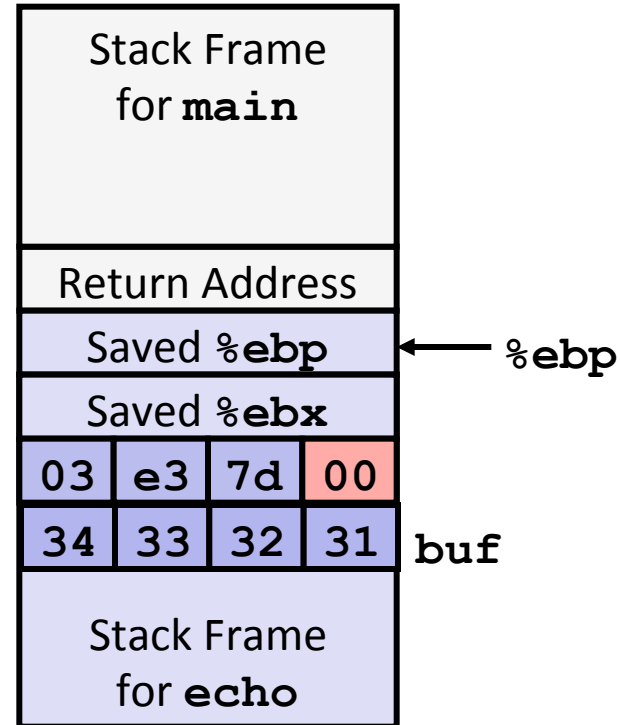 Stack Frame
for main
Return Address
Saved %ebp
%ebp
Saved %ebx
03 e3 7d 00
34 33 32 31
buf
Stack Frame
for echo